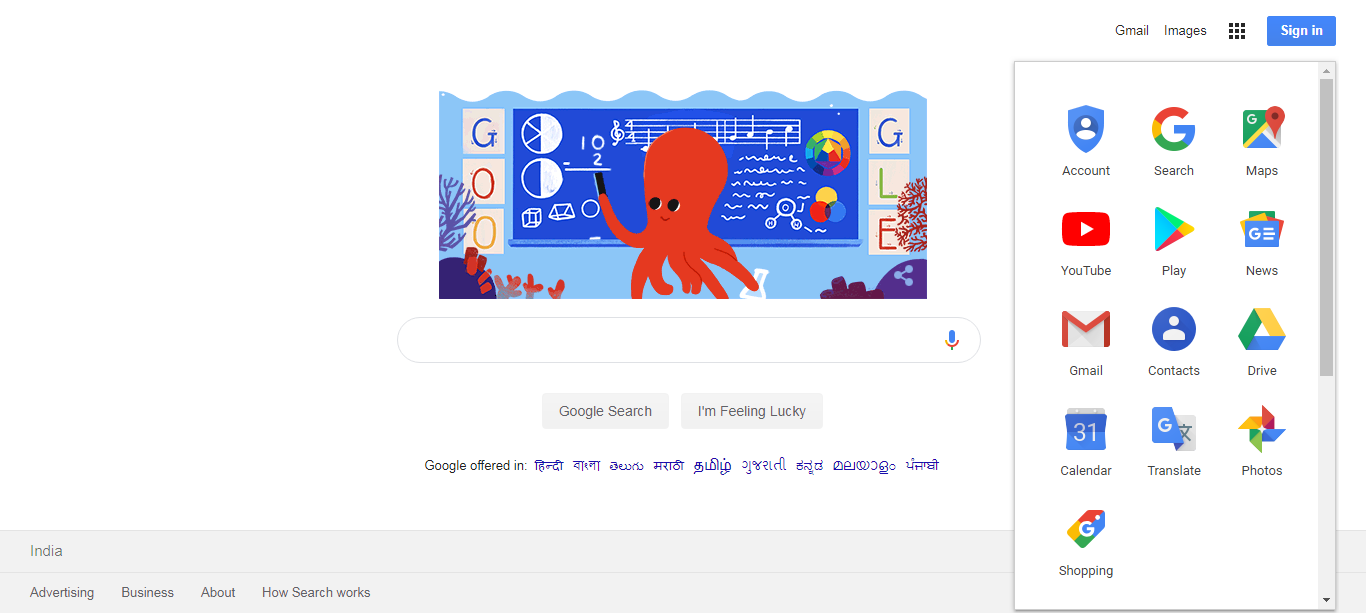 Gmail Images Sign in
G O O G L E
10
- 2
Google Search I'm Feeling Lucky
Google offered in: हिन्दी বাংলা తెలుగు मराठी தமிழ் ગુજરાતી ಕನ್ನಡ മലയാളം ਪੰਜਾਬੀ
Account Search Maps
YouTube Play News
Gmail Contacts Drive
31
Calendar Translate Photos
Shopping
India
Advertising Business About How Search works